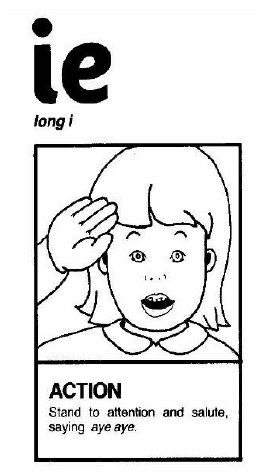 ie
long i
ACTION
Stand to attention and salute,
saying aye aye.